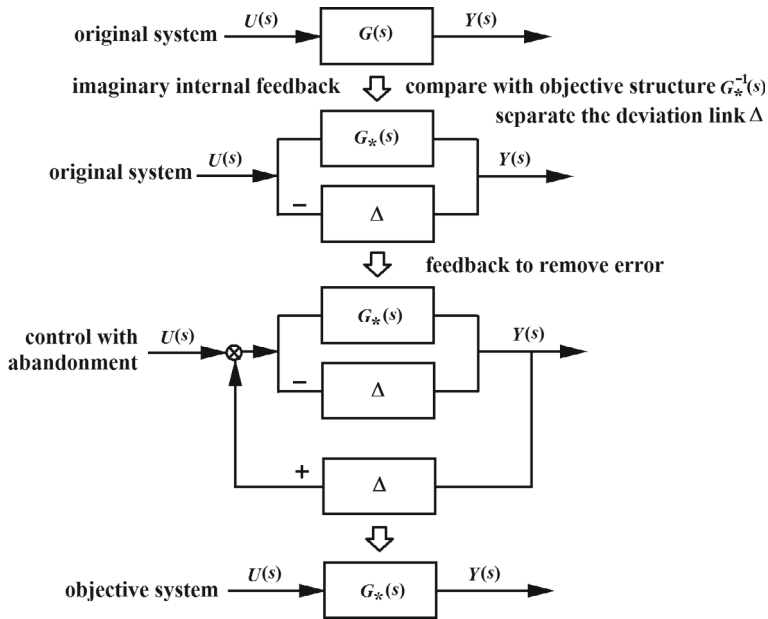 original system U(s) G(s) Y(s)
imaginary internal feedback compare with objective structure G*⁻¹(s)
separate the deviation link Δ
G*(s)
original system U(s) Y(s)
− Δ
feedback to remove error
G*(s)
control with U(s) Y(s)
abandonment
− Δ
+ Δ
objective system U(s) G*(s) Y(s)